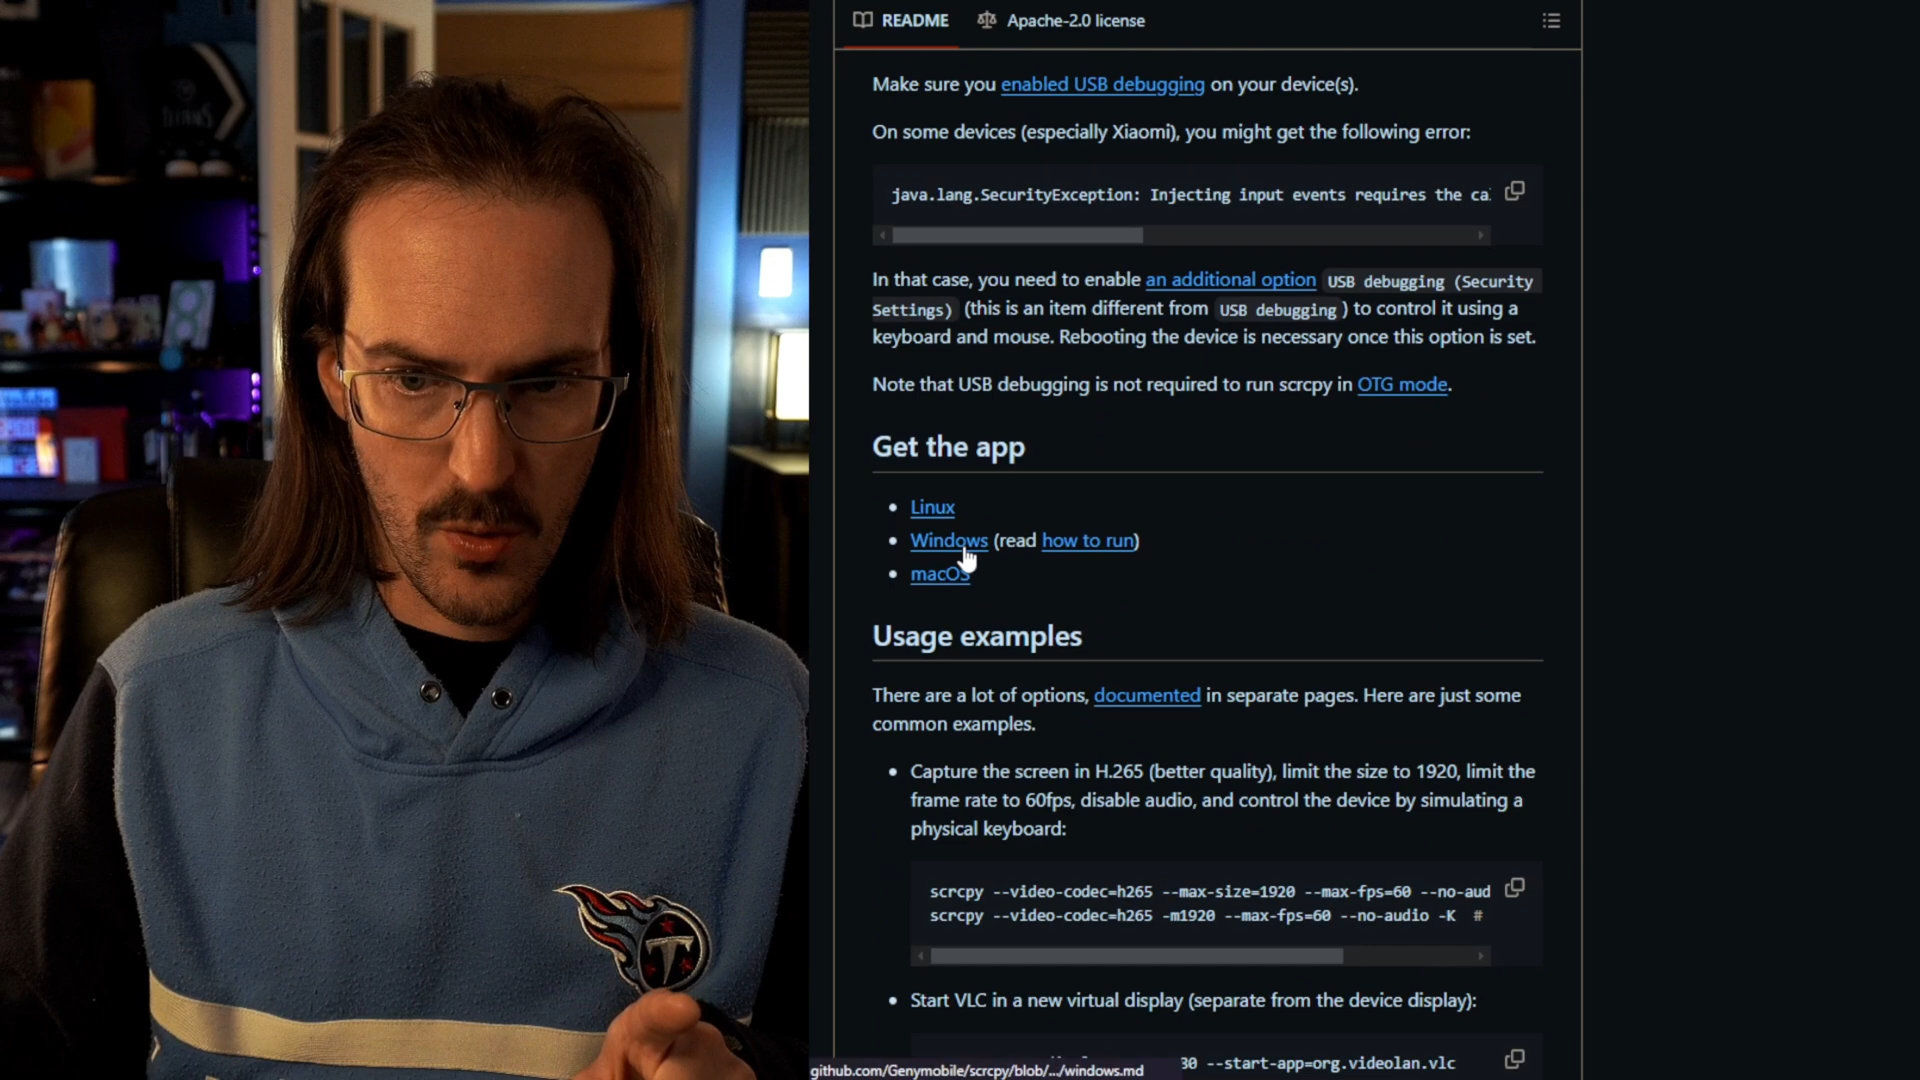 README
Apache-2.0 license
Make sure you enabled USB debugging on your device(s).
On some devices (especially Xiaomi), you might get the following error:
java.lang.SecurityException: Injecting input events requires the ca
In that case, you need to enable an additional option USB debugging (Security
Settings) (this is an item different from USB debugging ) to control it using a
keyboard and mouse. Rebooting the device is necessary once this option is set.
Note that USB debugging is not required to run scrcpy in OTG mode.
Get the app
• Linux
• Windows (read how to run)
• macOS
Usage examples
There are a lot of options, documented in separate pages. Here are just some
common examples.
• Capture the screen in H.265 (better quality), limit the size to 1920, limit the
frame rate to 60fps, disable audio, and control the device by simulating a
physical keyboard:
scrcpy --video-codec=h265 --max-size=1920 --max-fps=60 --no-aud
scrcpy --video-codec=h265 -m1920 --max-fps=60 --no-audio -K #
• Start VLC in a new virtual display (separate from the device display):
30 --start-app=org.videolan.vlc
github.com/Genymobile/scrcpy/blob/.../windows.md
TITANS
T